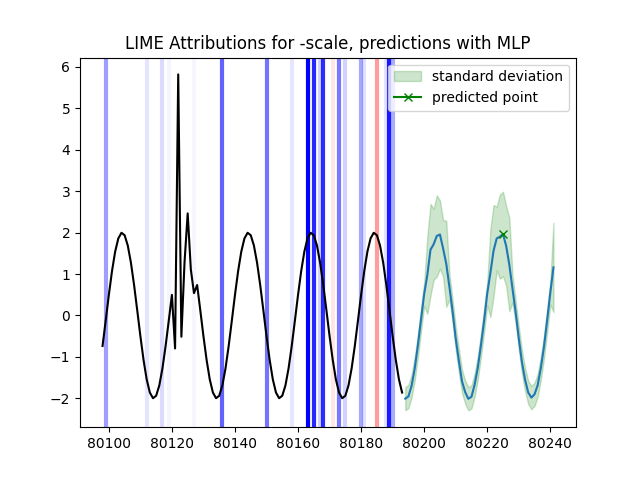 LIME Attributions for -scale, predictions with MLP
standard deviation
predicted point
6
5
4
3
2
1
0
−1
−2
80100 80120 80140 80160 80180 80200 80220 80240